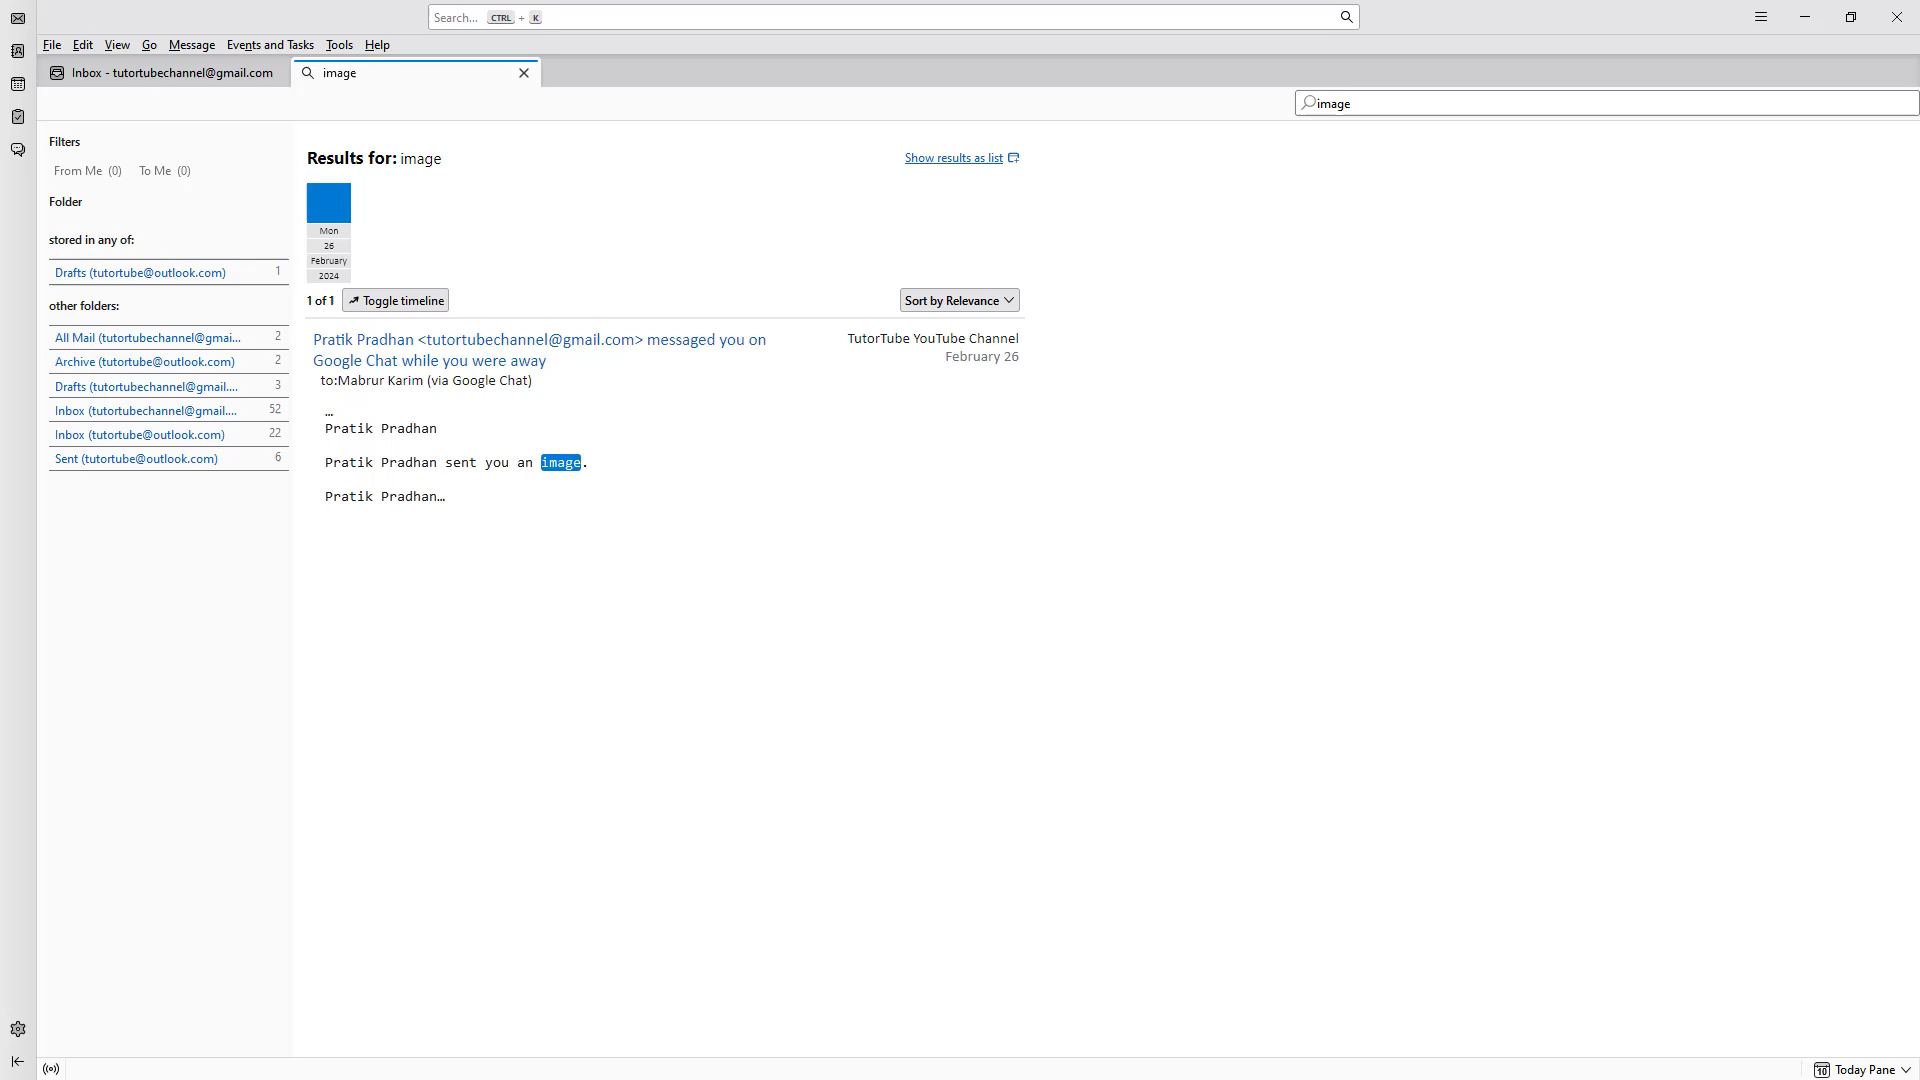 Search... CTRL + K
File Edit View Go Message Events and Tasks Tools Help
Inbox - tutortubechannel@gmail.com
image
image
Filters
From Me (0) To Me (0)
Folder
stored in any of:
Drafts (tutortube@outlook.com) 1
other folders:
All Mail (tutortubechannel@gmai... 2
Archive (tutortube@outlook.com) 2
Drafts (tutortubechannel@gmail.... 3
Inbox (tutortubechannel@gmail.... 52
Inbox (tutortube@outlook.com) 22
Sent (tutortube@outlook.com) 6
Results for: image
Show results as list
Mon
26
February
2024
1 of 1 Toggle timeline
Sort by Relevance
Pratik Pradhan <tutortubechannel@gmail.com> messaged you on
Google Chat while you were away
TutorTube YouTube Channel
February 26
to:Mabrur Karim (via Google Chat)
…
Pratik Pradhan
Pratik Pradhan sent you an image.
Pratik Pradhan…
10 Today Pane